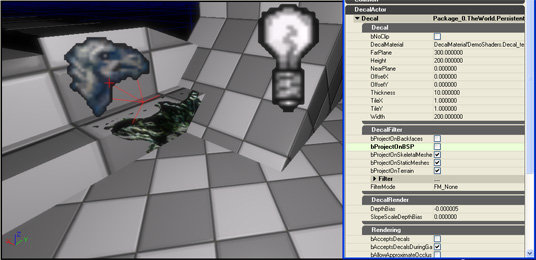 DecalActor
Decal Package_0.TheWorld.Persistent
Decal
bNoClip
DecalMaterial DecalMaterial'DemoShaders.Decal_te
FarPlane 300.000000
Height 200.000000
NearPlane 0.000000
OffsetX 0.000000
OffsetY 0.000000
Thickness 10.000000
TileX 1.000000
TileY 1.000000
Width 200.000000
DecalFilter
bProjectOnBackfaces
bProjectOnBSP
bProjectOnSkeletalMeshe
bProjectOnStaticMeshes
bProjectOnTerrain
Filter ...
FilterMode FM_None
DecalRender
DepthBias -0.000005
SlopeScaleDepthBias 0.000000
Rendering
bAcceptsDecals
bAcceptsDecalsDuringGa
bAllowApproximateOcclus